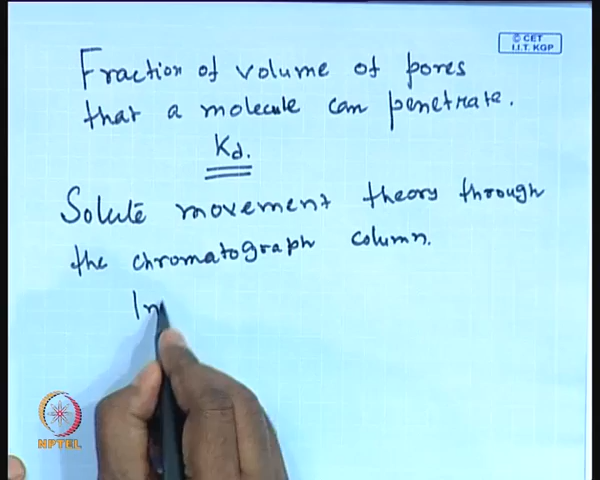 © CET
I.I.T. KGP
Fraction of volume of pores
that a molecule can penetrate.
Kd.
Solute movement theory through
the chromatograph column.
In
NPTEL